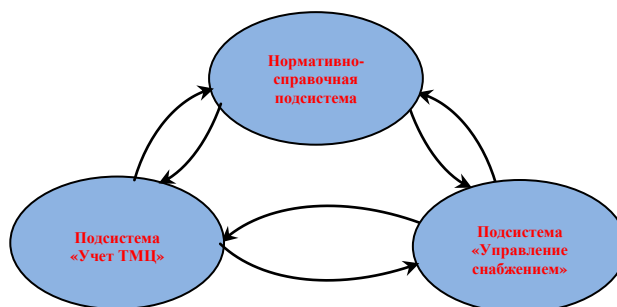 Нормативно-
справочная
подсистема
Подсистема
«Учет ТМЦ»
Подсистема
«Управление
снабжением»